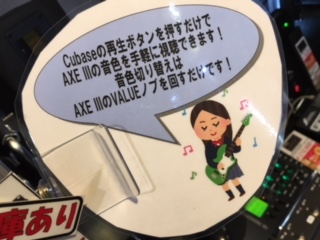 Cubaseの再生ボタンを押すだけで
AXE IIIの音色を手軽に視聴できます！
音色切り替えは
AXE IIIのVALUEノブを回すだけです！
庫あり